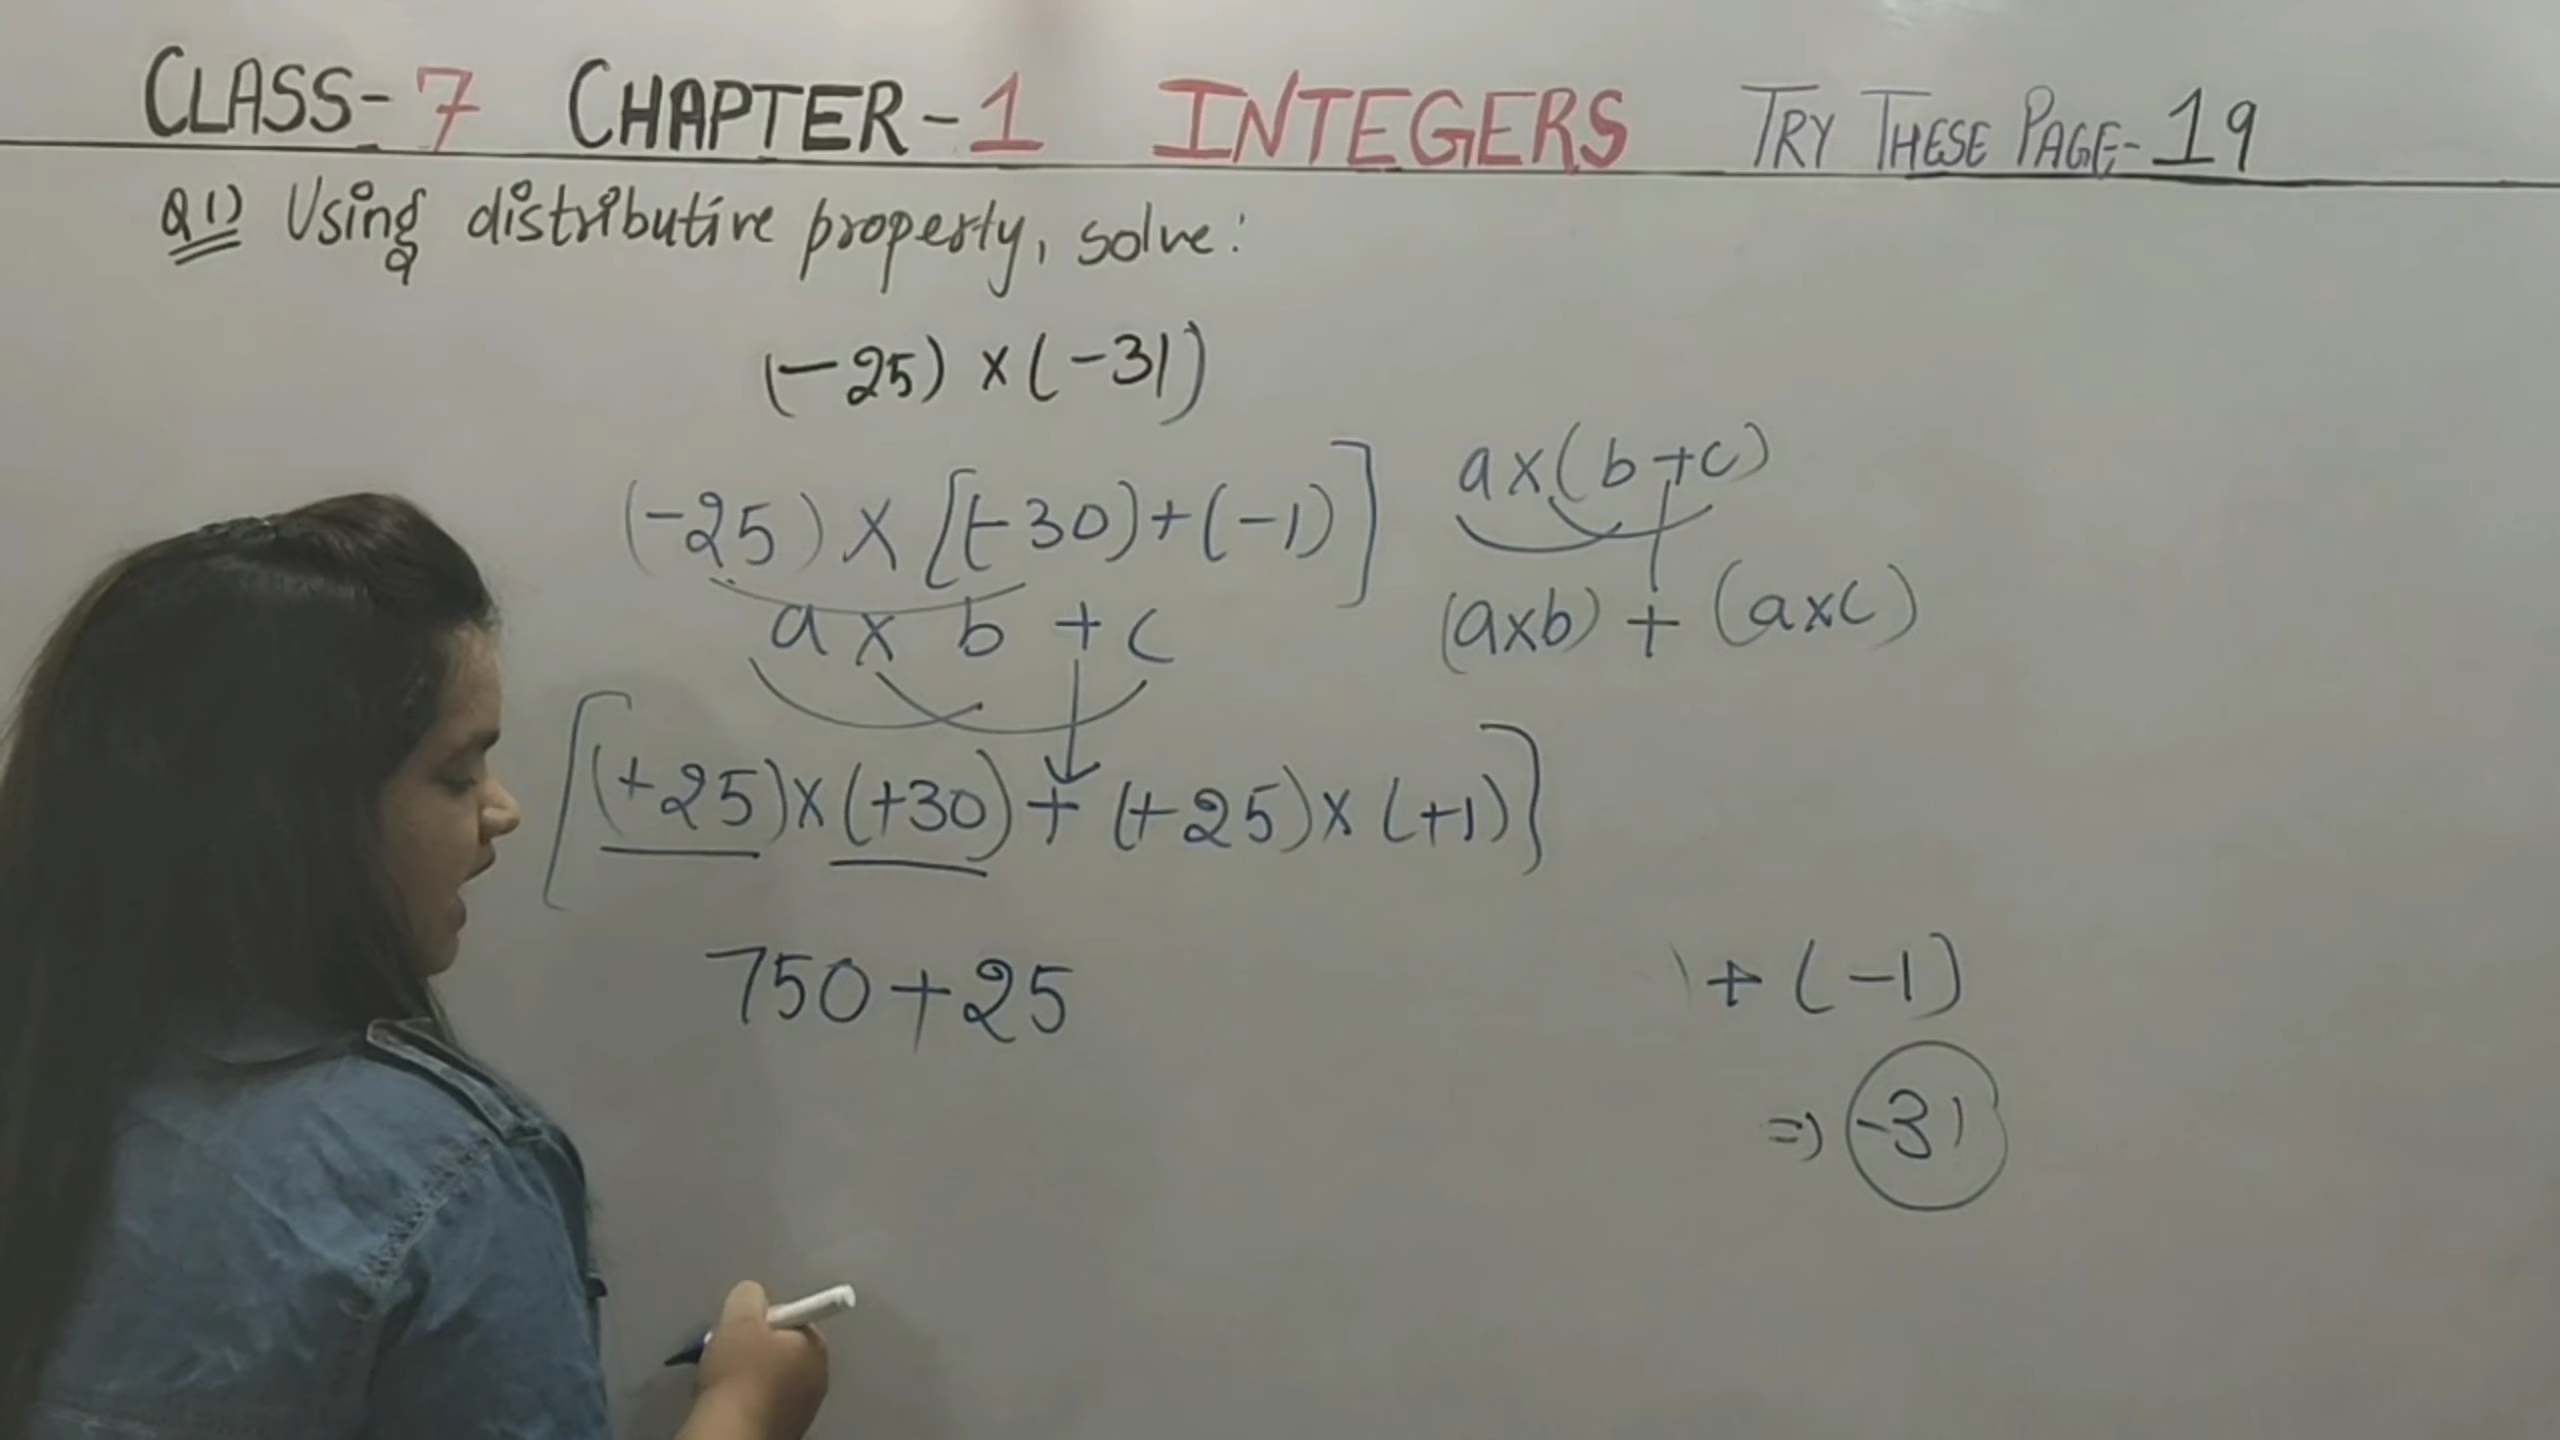 CLASS-7 CHAPTER-1 INTEGERS TRY THESE PAGE-19
Q1) Using distributive property, solve:
(-25) × (-31)
(-25) × [(-30)+(-1)]
a×(b+c)
a × b + c
(a×b) + (a×c)
[(+25)×(+30)+(+25)×(+1)}
750+25
)+(-1)
=) -31